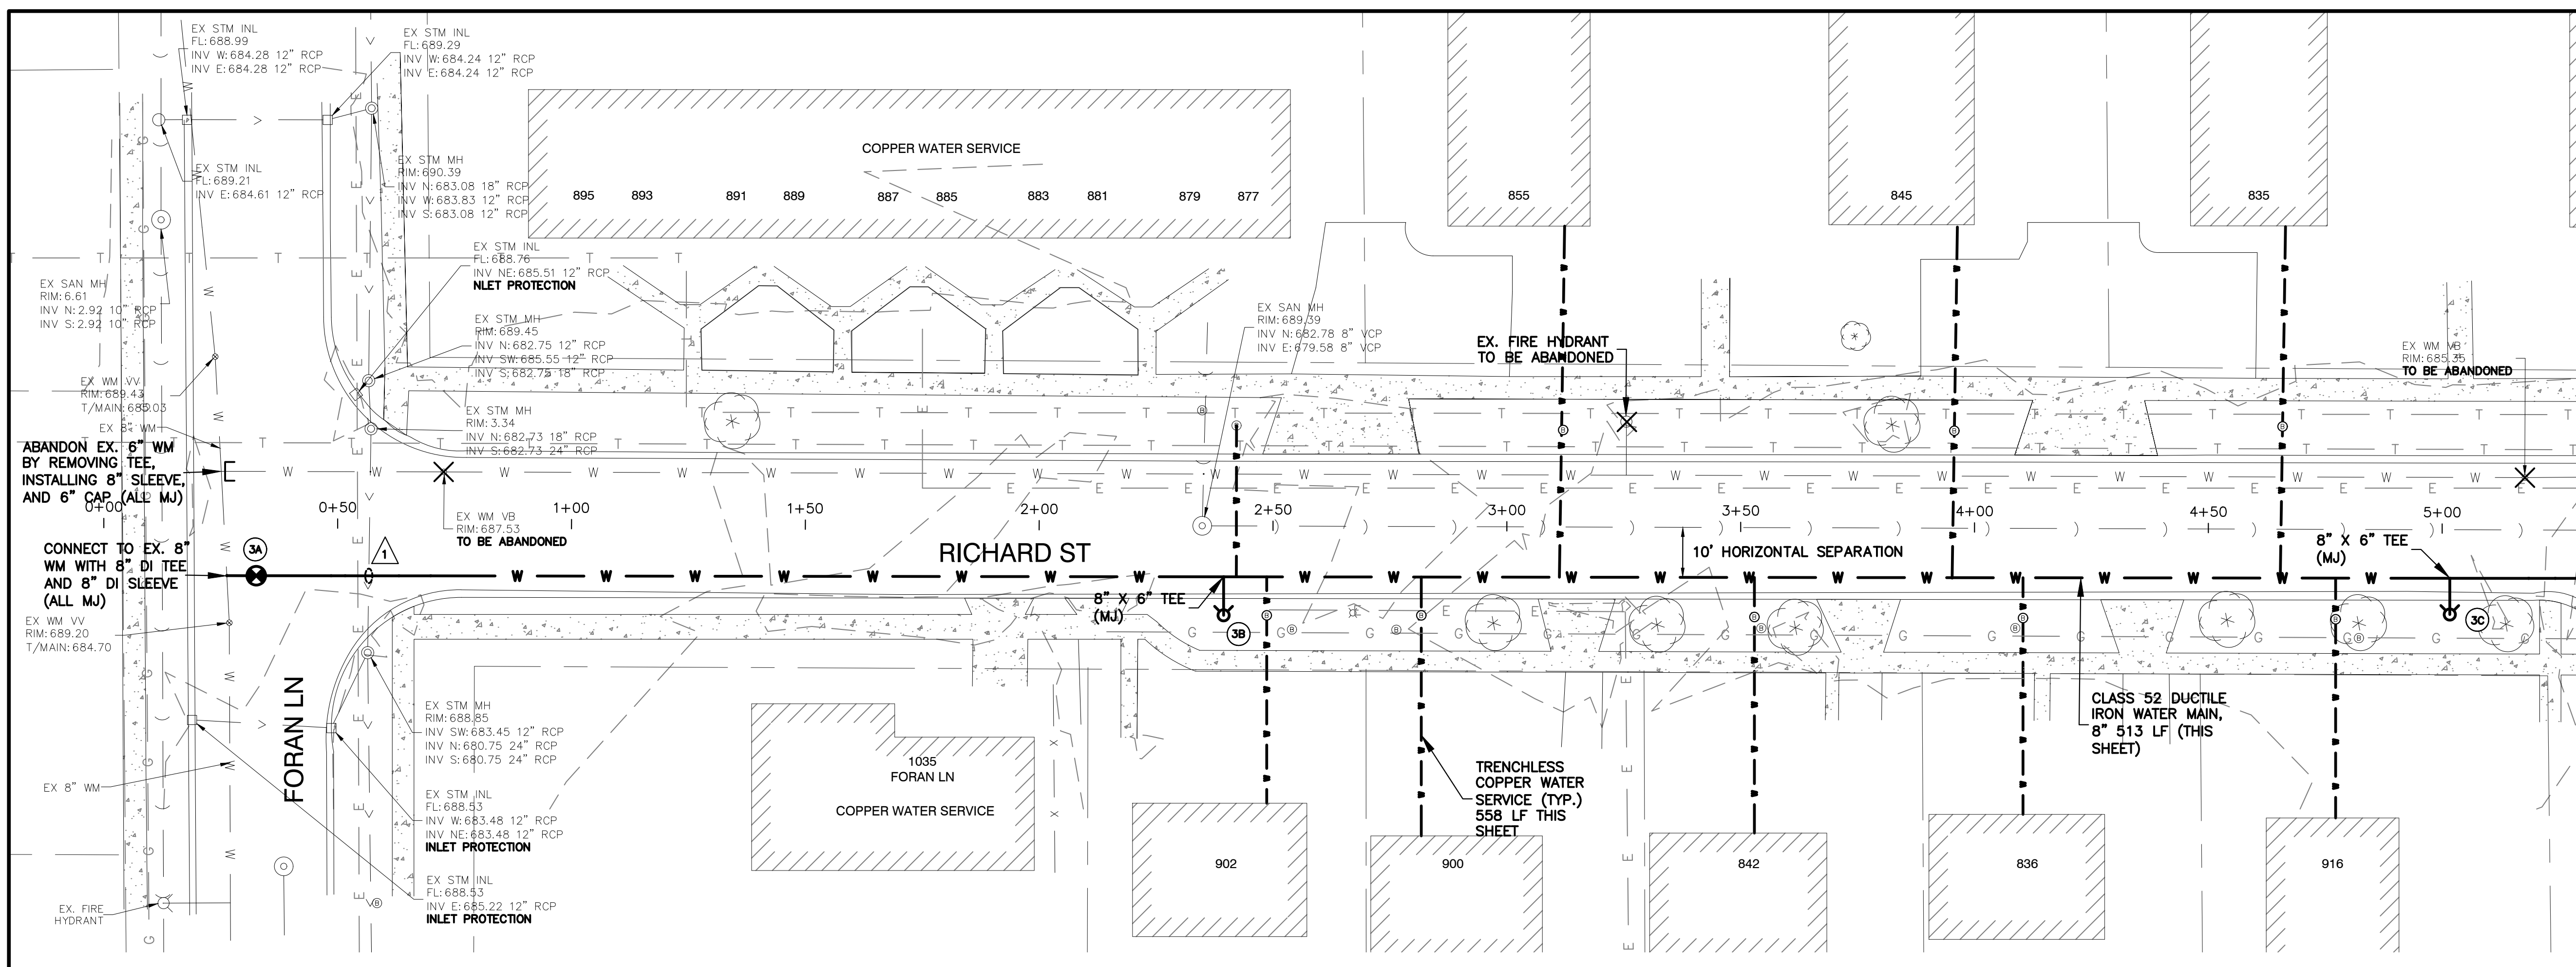 EX STM INL
FL:688.99
INV W:684.28 12" RCP
INV E:684.28 12" RCP
EX STM INL
FL:689.29
INV W:684.24 12" RCP
INV E:684.24 12" RCP
EX STM INL
FL:689.21
INV E:684.61 12" RCP
EX STM MH
RIM:690.39
INV N:683.08 18" RCP
INV W:683.83 12" RCP
INV S:683.08 12" RCP
EX STM INL
FL:688.76
INV NE:685.51 12" RCP
NLET PROTECTION
EX SAN MH
RIM:6.61
INV N:2.92 10" RCP
INV S:2.92 10" RCP
EX STM MH
RIM:689.45
INV N:682.75 12" RCP
INV SW:685.55 12" RCP
INV S:682.75 18" RCP
EX WM VV
RIM:689.43
T/MAIN:685.03
EX 8" WM
EX STM MH
RIM:3.34
INV N:682.73 18" RCP
INV S:682.73 24" RCP
ABANDON EX. 6" WM
BY REMOVING TEE,
INSTALLING 8" SLEEVE,
AND 6" CAP (ALL MJ)
COPPER WATER SERVICE
895 893 891 889 887 885 883 881 879 877
855
845
835
EX SAN MH
RIM:689.39
INV N:682.78 8" VCP
INV E:679.58 8" VCP
EX. FIRE HYDRANT
TO BE ABANDONED
EX WM VB
RIM:685.35
TO BE ABANDONED
0+00 0+50 1+00 1+50 2+00 2+50 3+00 3+50 4+00 4+50 5+00
EX WM VB
RIM:687.53
TO BE ABANDONED
CONNECT TO EX. 8"
WM WITH 8" DI TEE
AND 8" DI SLEEVE
(ALL MJ)
3A
1
RICHARD ST
10' HORIZONTAL SEPARATION
8" X 6" TEE
(MJ)
8" X 6" TEE
(MJ)
3B
3C
EX WM VV
RIM:689.20
T/MAIN:684.70
FORAN LN
EX STM MH
RIM:688.85
INV SW:683.45 12" RCP
INV N:680.75 24" RCP
INV S:680.75 24" RCP
EX 8" WM
EX STM INL
FL:688.53
INV W:683.48 12" RCP
INV NE:683.48 12" RCP
INLET PROTECTION
EX STM INL
FL:688.53
INV E:685.22 12" RCP
INLET PROTECTION
EX. FIRE
HYDRANT
1035
FORAN LN
COPPER WATER SERVICE
TRENCHLESS
COPPER WATER
SERVICE (TYP.)
558 LF THIS
SHEET
CLASS 52 DUCTILE
IRON WATER MAIN,
8" 513 LF (THIS
SHEET)
902
900
842
836
916